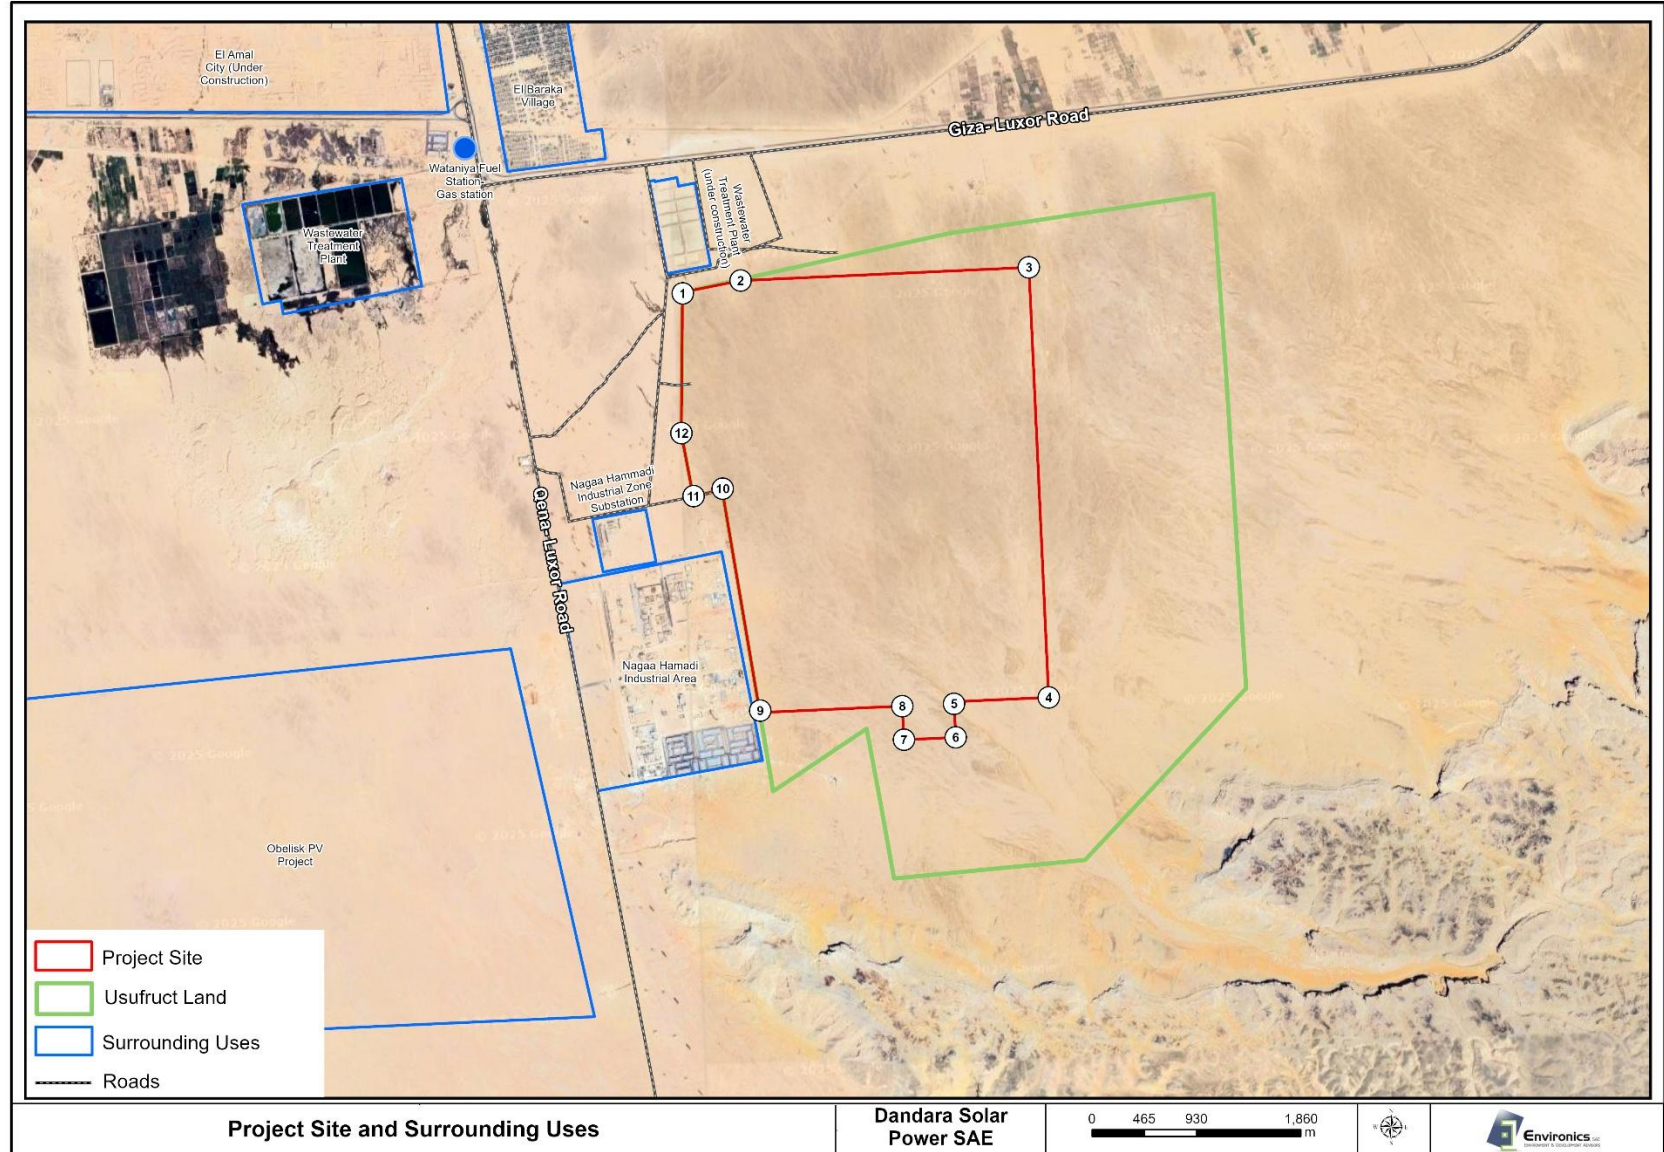 El Amal
City (Under
Construction)
El Baraka
Village
Giza- Luxor Road
Wataniya Fuel
Station-
Gas station
Wastewater
Treatment Plant
(under construction)
Wastewater
Treatment
Plant
1
2
3
12
11
10
Nagaa Hammadi
Industrial Zone
Substation
Qena- Luxor Road
Nagaa Hamadi
Industrial Area
9
8
7
6
5
4
Obelisk PV
Project
Project Site
Usufruct Land
Surrounding Uses
Roads
Project Site and Surrounding Uses
Dandara Solar
Power SAE
0 465 930 1,860
m
Environics